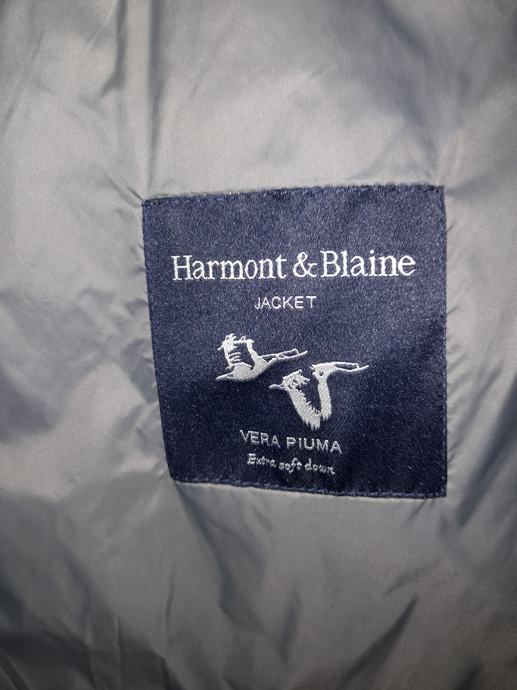 Harmont & Blaine
JACKET
VERA PIUMA
Extra soft down